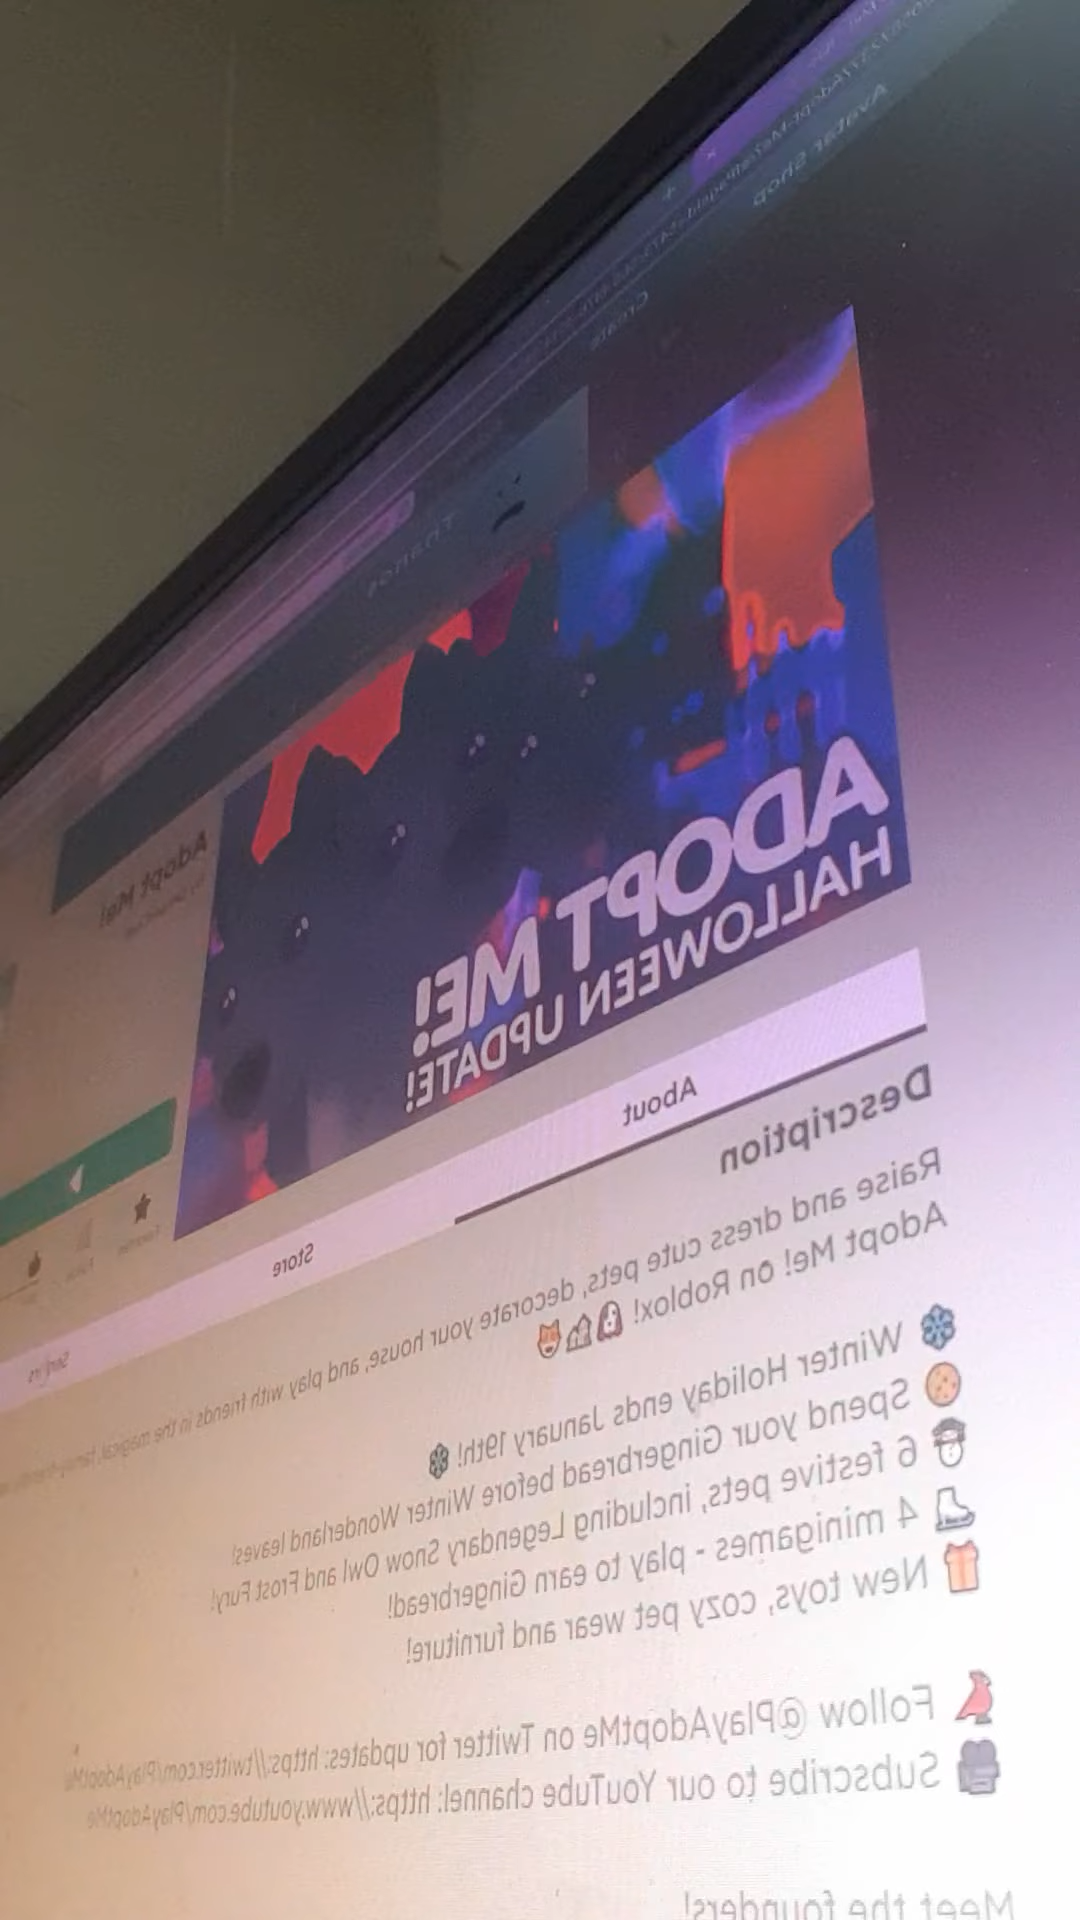 Avatar Shop
Create
ADOPT ME!
HALLOWEEN UPDATE!
Adopt Me!
About
Store
Servers
Description
Raise and dress cute pets, decorate your house, and play with friends in the magical,
Adopt Me! on Roblox!
Winter Holiday ends January 19th!
Spend your Gingerbread before Winter Wonderland leaves!
6 festive pets, including Legendary Snow Owl and Frost Fury!
4 minigames - play to earn Gingerbread!
New toys, cozy pet wear and furniture!
Follow @PlayAdoptMe on Twitter for updates: https://twitter.com/PlayAdoptMe
Subscribe to our YouTube channel: https://www.youtube.com/PlayAdoptMe
Meet the founders!